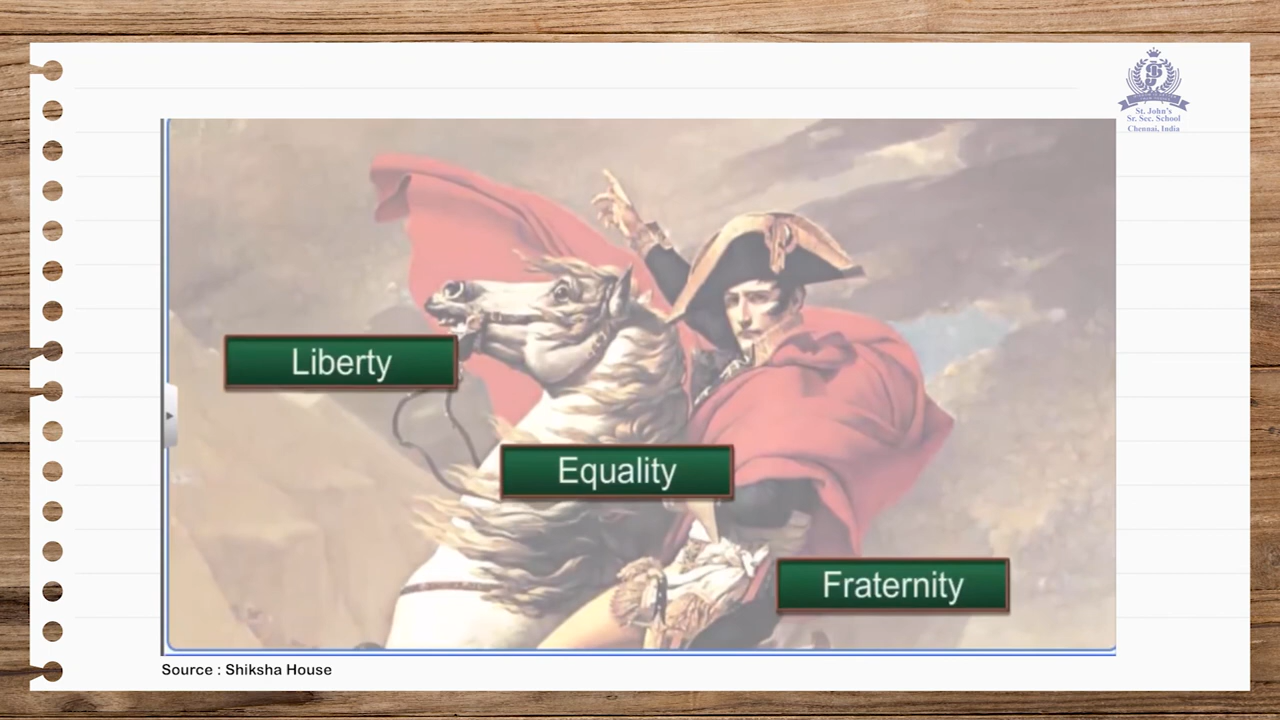 St. John's
Sr. Sec. School
Chennai, India
Liberty
Equality
Fraternity
Source : Shiksha House